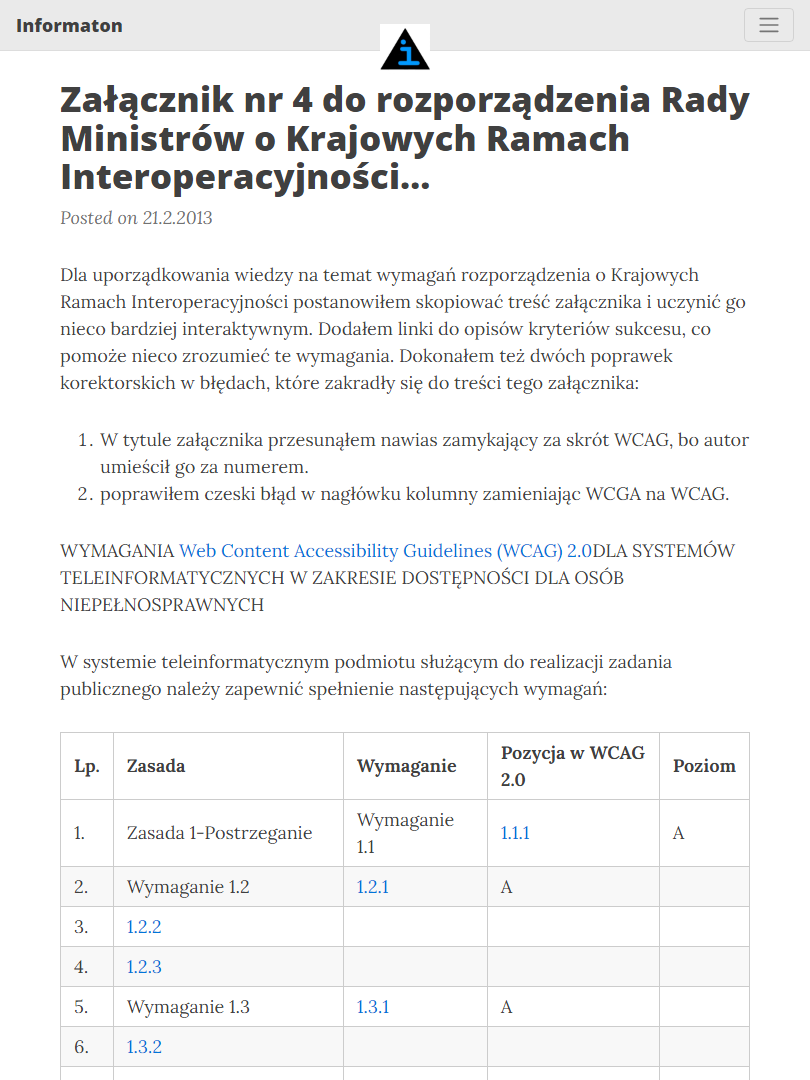 Informaton
i
Załącznik nr 4 do rozporządzenia Rady
Ministrów o Krajowych Ramach
Interoperacyjności…
Posted on 21.2.2013
Dla uporządkowania wiedzy na temat wymagań rozporządzenia o Krajowych
Ramach Interoperacyjności postanowiłem skopiować treść załącznika i uczynić go
nieco bardziej interaktywnym. Dodałem linki do opisów kryteriów sukcesu, co
pomoże nieco zrozumieć te wymagania. Dokonałem też dwóch poprawek
korektorskich w błędach, które zakradły się do treści tego załącznika:
1. W tytule załącznika przesunąłem nawias zamykający za skrót WCAG, bo autor
umieścił go za numerem.
2. poprawiłem czeski błąd w nagłówku kolumny zamieniając WCGA na WCAG.
WYMAGANIA Web Content Accessibility Guidelines (WCAG) 2.0DLA SYSTEMÓW
TELEINFORMATYCZNYCH W ZAKRESIE DOSTĘPNOŚCI DLA OSÓB
NIEPEŁNOSPRAWNYCH
W systemie teleinformatycznym podmiotu służącym do realizacji zadania
publicznego należy zapewnić spełnienie następujących wymagań:
Lp. Zasada Wymaganie Pozycja w WCAG 2.0 Poziom
1. Zasada 1-Postrzeganie Wymaganie 1.1 1.1.1 A
2. Wymaganie 1.2 1.2.1 A
3. 1.2.2
4. 1.2.3
5. Wymaganie 1.3 1.3.1 A
6. 1.3.2